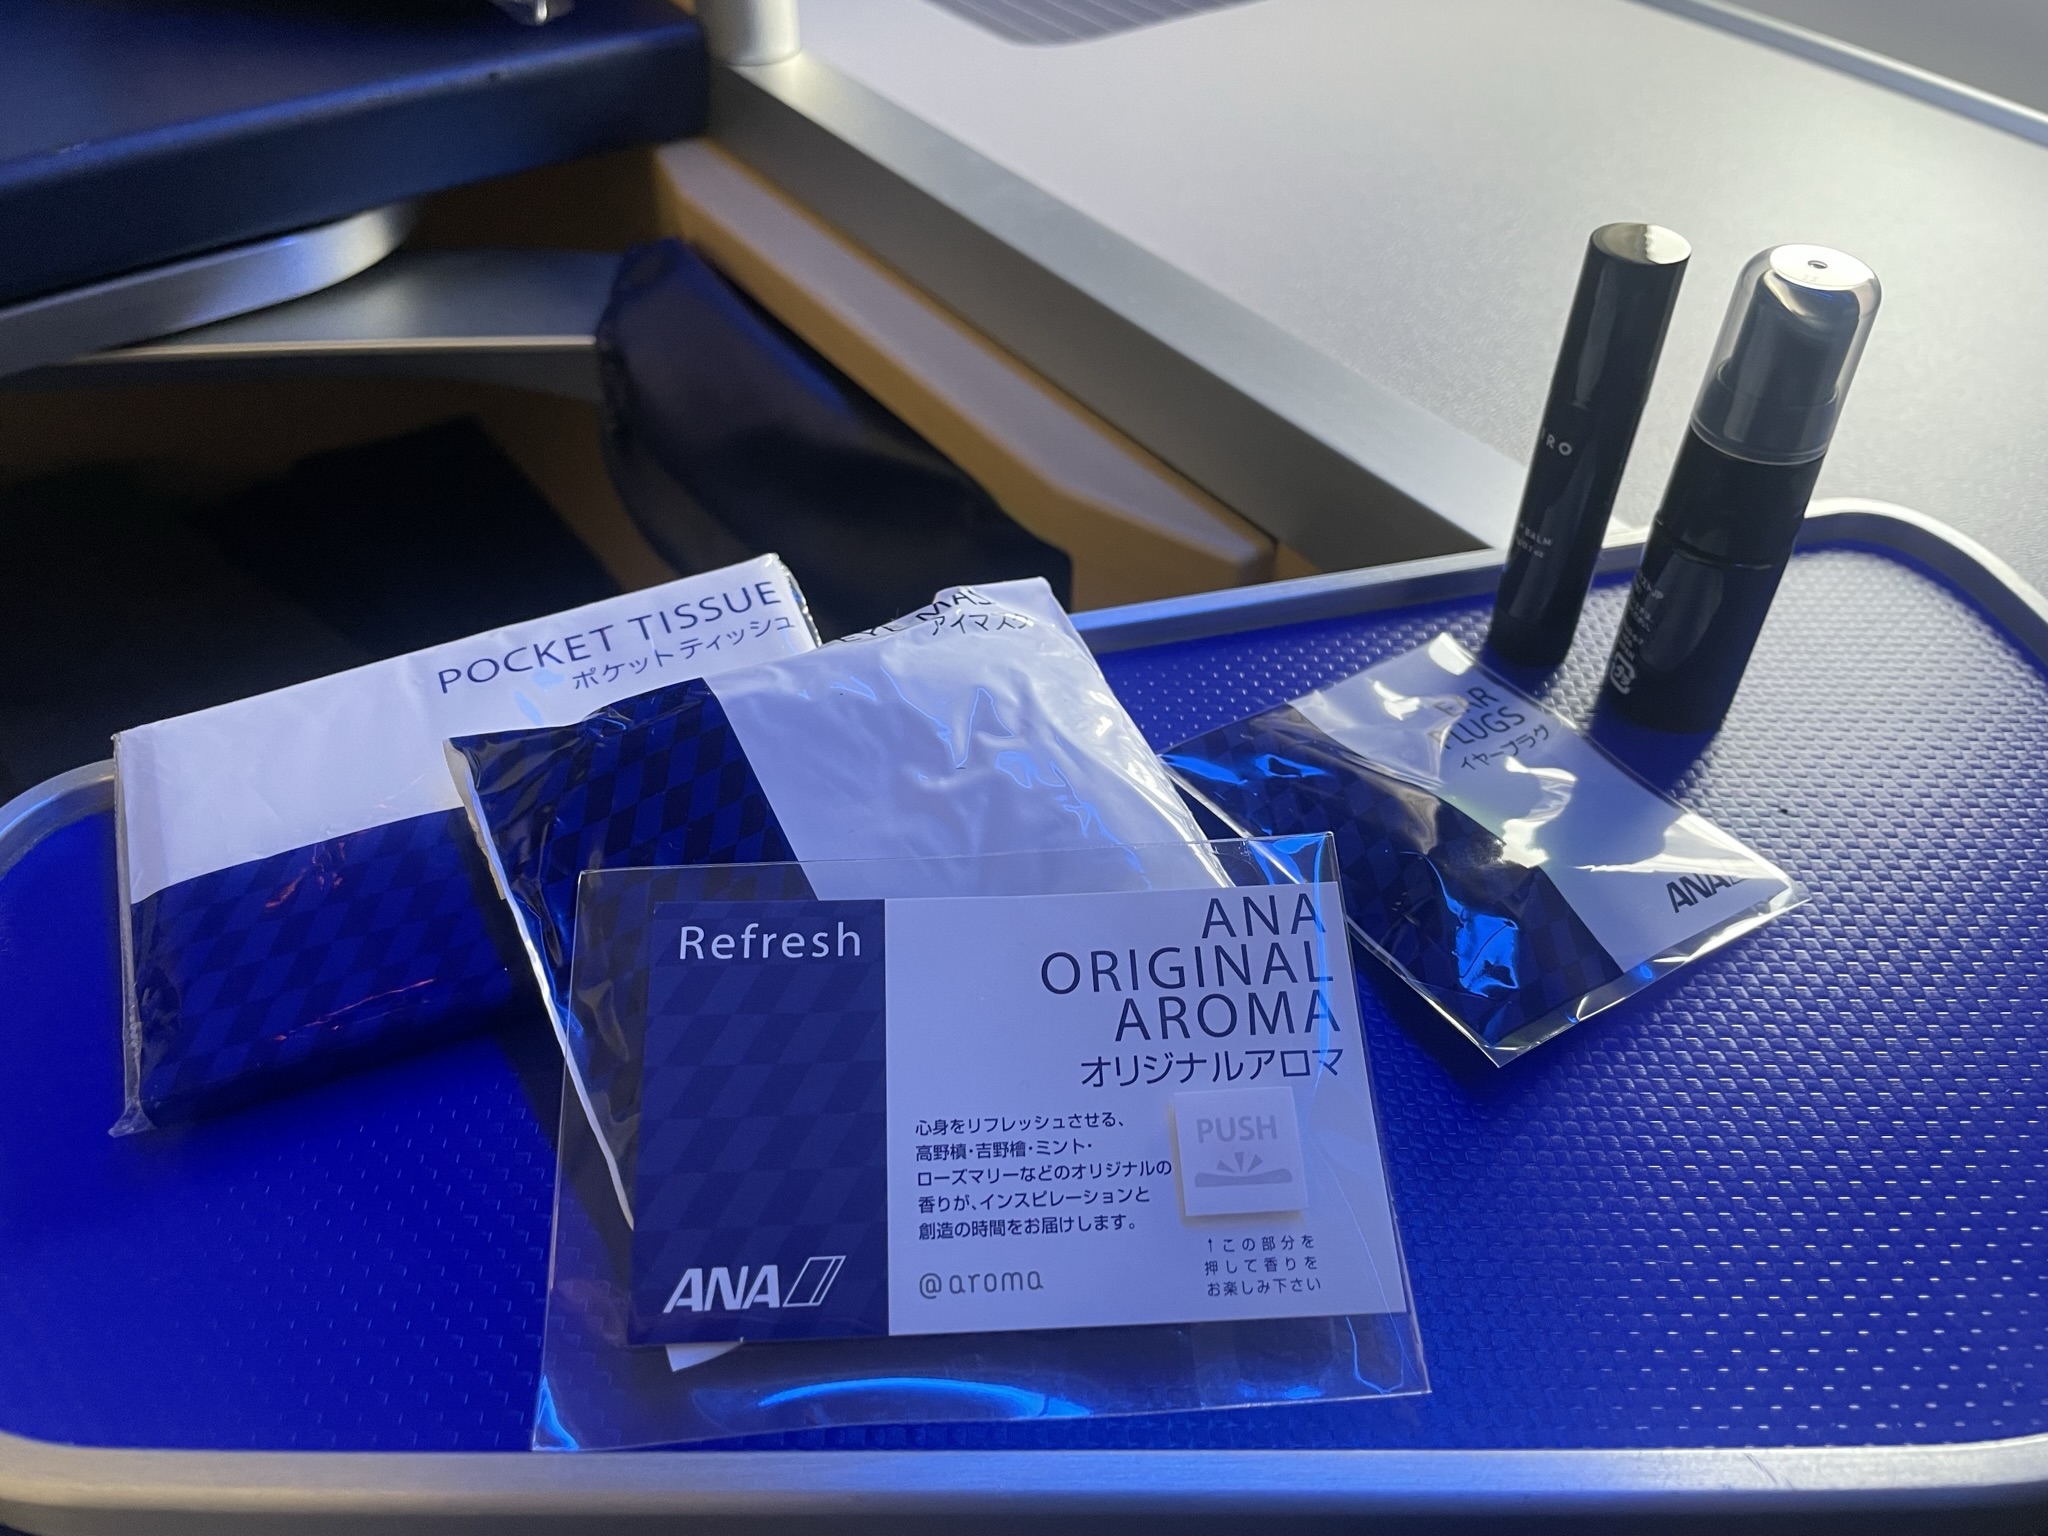 POCKET TISSUE
ポケットティッシュ
EYE MAS
アイマスク
EAR
PLUGS
イヤープラグ
ANA
IRO
BALM
Refresh
ANA
ORIGINAL
AROMA
オリジナルアロマ
心身をリフレッシュさせる、
高野槙・吉野檜・ミント・
ローズマリーなどのオリジナルの
香りが、インスピレーションと
創造の時間をお届けします。
@aroma
PUSH
↑この部分を
押して香りを
お楽しみ下さい
ANA